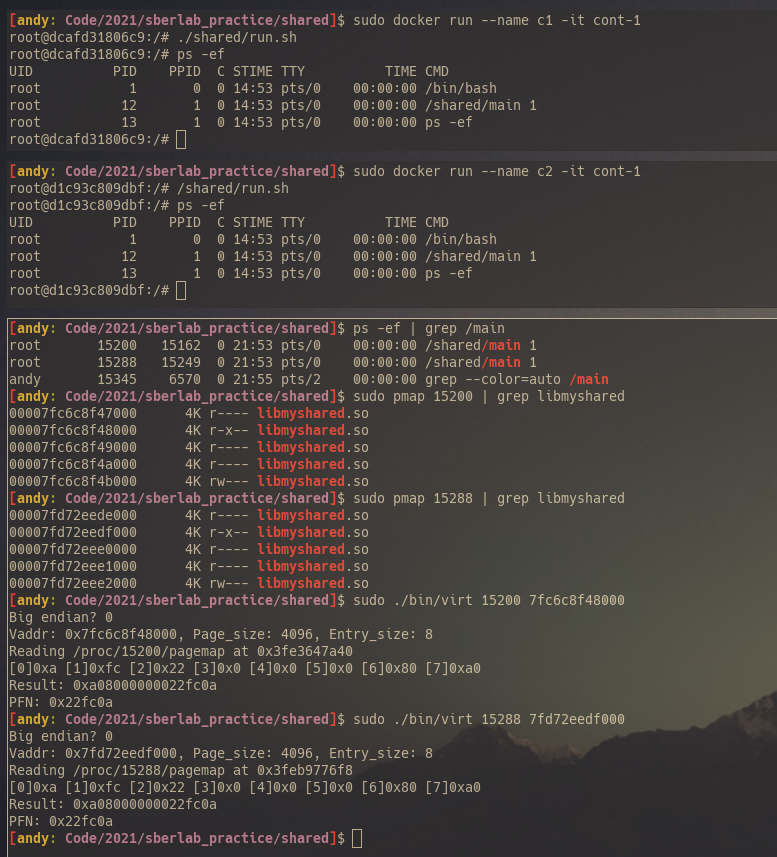 [andy: Code/2021/sberlab_practice/shared]$ sudo docker run --name c1 -it cont-1
root@dcafd31806c9:/# ./shared/run.sh
root@dcafd31806c9:/# ps -ef
UID          PID    PPID  C STIME TTY          TIME CMD
root           1       0  0 14:53 pts/0    00:00:00 /bin/bash
root          12       1  0 14:53 pts/0    00:00:00 /shared/main 1
root          13       1  0 14:53 pts/0    00:00:00 ps -ef
root@dcafd31806c9:/#
[andy: Code/2021/sberlab_practice/shared]$ sudo docker run --name c2 -it cont-1
root@d1c93c809dbf:/# /shared/run.sh
root@d1c93c809dbf:/# ps -ef
UID          PID    PPID  C STIME TTY          TIME CMD
root           1       0  0 14:53 pts/0    00:00:00 /bin/bash
root          12       1  0 14:53 pts/0    00:00:00 /shared/main 1
root          13       1  0 14:53 pts/0    00:00:00 ps -ef
root@d1c93c809dbf:/#
[andy: Code/2021/sberlab_practice/shared]$ ps -ef | grep /main
root       15200   15162  0 21:53 pts/0    00:00:00 /shared/main 1
root       15288   15249  0 21:53 pts/0    00:00:00 /shared/main 1
andy       15345    6570  0 21:55 pts/2    00:00:00 grep --color=auto /main
[andy: Code/2021/sberlab_practice/shared]$ sudo pmap 15200 | grep libmyshared
00007fc6c8f47000      4K r---- libmyshared.so
00007fc6c8f48000      4K r-x-- libmyshared.so
00007fc6c8f49000      4K r---- libmyshared.so
00007fc6c8f4a000      4K r---- libmyshared.so
00007fc6c8f4b000      4K rw--- libmyshared.so
[andy: Code/2021/sberlab_practice/shared]$ sudo pmap 15288 | grep libmyshared
00007fd72eede000      4K r---- libmyshared.so
00007fd72eedf000      4K r-x-- libmyshared.so
00007fd72eee0000      4K r---- libmyshared.so
00007fd72eee1000      4K r---- libmyshared.so
00007fd72eee2000      4K rw--- libmyshared.so
[andy: Code/2021/sberlab_practice/shared]$ sudo ./bin/virt 15200 7fc6c8f48000
Big endian? 0
Vaddr: 0x7fc6c8f48000, Page_size: 4096, Entry_size: 8
Reading /proc/15200/pagemap at 0x3fe3647a40
[0]0xa [1]0xfc [2]0x22 [3]0x0 [4]0x0 [5]0x0 [6]0x80 [7]0xa0
Result: 0xa08000000022fc0a
PFN: 0x22fc0a
[andy: Code/2021/sberlab_practice/shared]$ sudo ./bin/virt 15288 7fd72eedf000
Big endian? 0
Vaddr: 0x7fd72eedf000, Page_size: 4096, Entry_size: 8
Reading /proc/15288/pagemap at 0x3feb9776f8
[0]0xa [1]0xfc [2]0x22 [3]0x0 [4]0x0 [5]0x0 [6]0x80 [7]0xa0
Result: 0xa08000000022fc0a
PFN: 0x22fc0a
[andy: Code/2021/sberlab_practice/shared]$